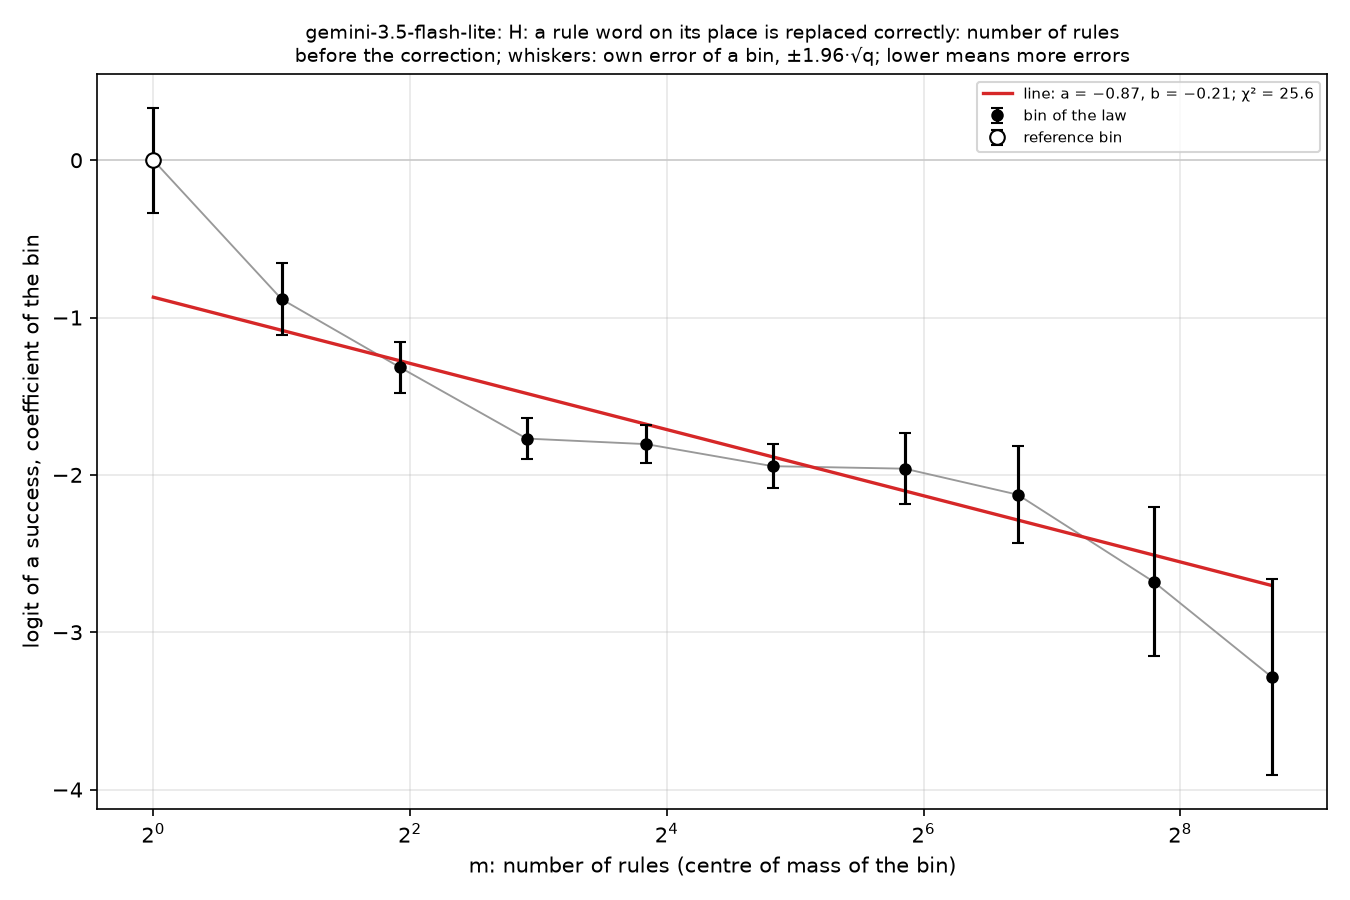 gemini-3.5-flash-lite: H: a rule word on its place is replaced correctly: number of rules
before the correction; whiskers: own error of a bin, ±1.96·√q; lower means more errors
line: a = −0.87, b = −0.21; χ² = 25.6
bin of the law
reference bin
logit of a success, coefficient of the bin
0
−1
−2
−3
−4
2⁰ 2² 2⁴ 2⁶ 2⁸
m: number of rules (centre of mass of the bin)